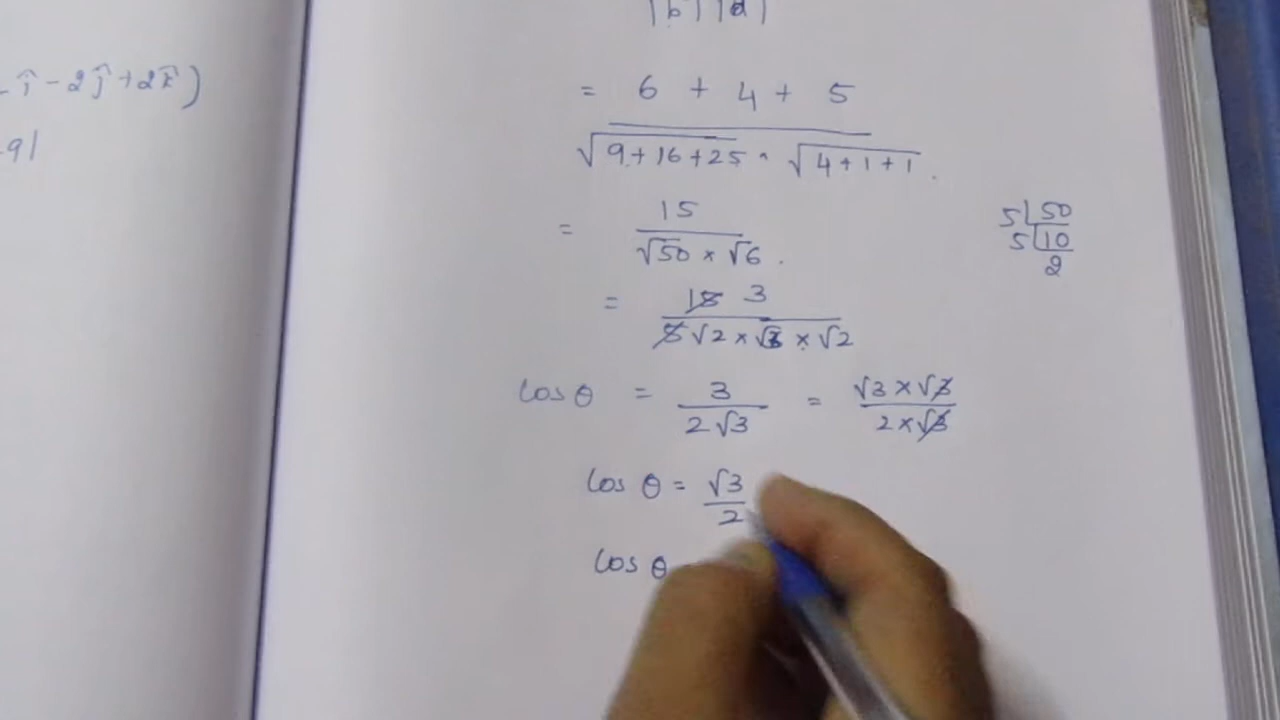 î - 2ĵ + 2k̂)
9|
|b| |d|
= 6 + 4 + 5
√9+16+25 · √4+1+1 .
= 15
√50 × √6 .
5|50
5|10
2
= 15 3
5√2 × √3 × √2
cos θ = 3 / 2√3 = √3 × √3 / 2 × √3
cos θ = √3 / 2
cos θ